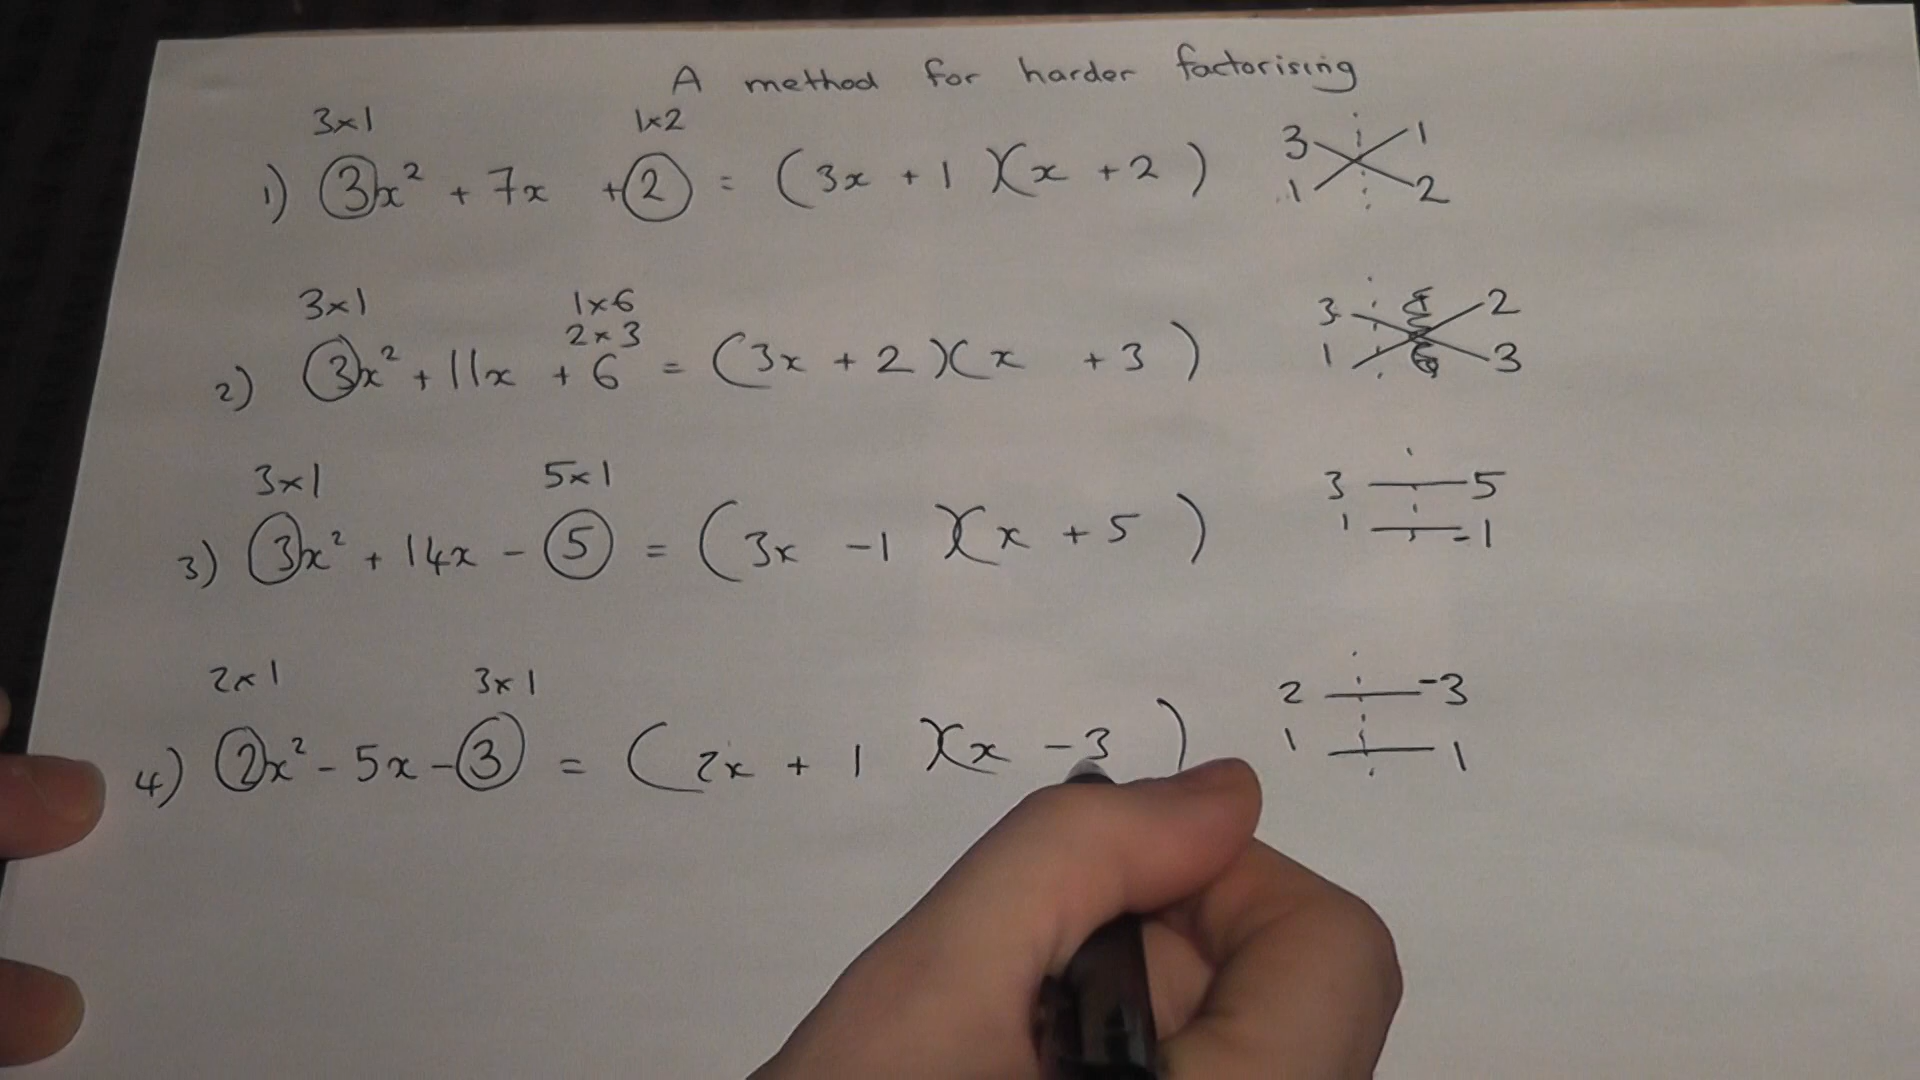 A method for harder factorising
3×1 1×2
1) 3x² + 7x + 2 = (3x + 1)(x + 2) 3 1
1 2
3×1 1×6
2×3
2) 3x² + 11x + 6 = (3x + 2)(x + 3) 3 2
1 3
3×1 5×1
3) 3x² + 14x - 5 = (3x - 1)(x + 5) 3 5
1 -1
2×1 3×1
4) 2x² - 5x - 3 = (2x + 1)(x - 3) 2 -3
1 1